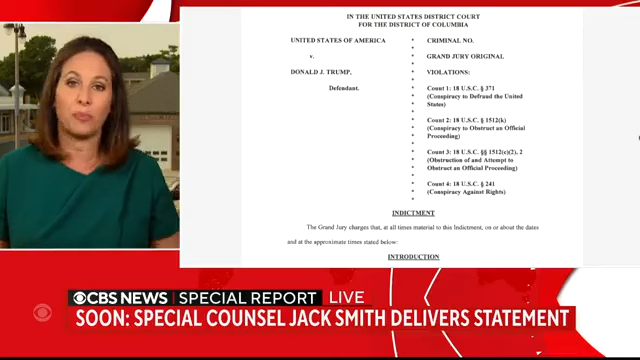 IN THE UNITED STATES DISTRICT COURT
FOR THE DISTRICT OF COLUMBIA
UNITED STATES OF AMERICA
v.
DONALD J. TRUMP,
Defendant.
* CRIMINAL NO.
*
* GRAND JURY ORIGINAL
*
* VIOLATIONS:
*
* Count 1: 18 U.S.C. § 371
* (Conspiracy to Defraud the United
* States)
*
* Count 2: 18 U.S.C. § 1512(k)
* (Conspiracy to Obstruct an Official
* Proceeding)
*
* Count 3: 18 U.S.C. §§ 1512(c)(2), 2
* (Obstruction of and Attempt to
* Obstruct an Official Proceeding)
*
* Count 4: 18 U.S.C. § 241
* (Conspiracy Against Rights)
INDICTMENT
The Grand Jury charges that, at all times material to this Indictment, on or about the dates
and at the approximate times stated below:
INTRODUCTION
CBS NEWS SPECIAL REPORT LIVE
SOON: SPECIAL COUNSEL JACK SMITH DELIVERS STATEMENT